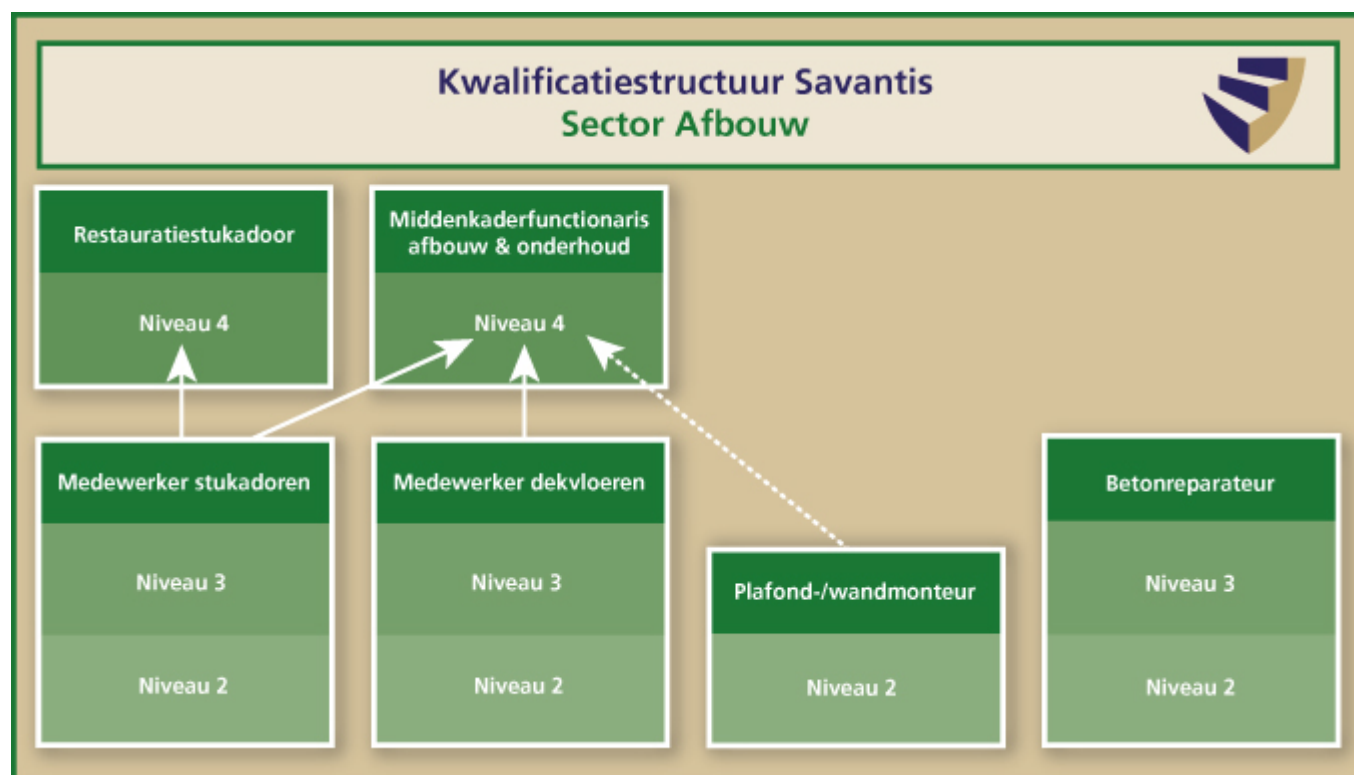 Kwalificatiestructuur Savantis
Sector Afbouw
Restauratiestukadoor
Niveau 4
Middenkaderfunctionaris
afbouw & onderhoud
Niveau 4
Medewerker stukadoren
Niveau 3
Niveau 2
Medewerker dekvloeren
Niveau 3
Niveau 2
Plafond-/wandmonteur
Niveau 2
Betonreparateur
Niveau 3
Niveau 2